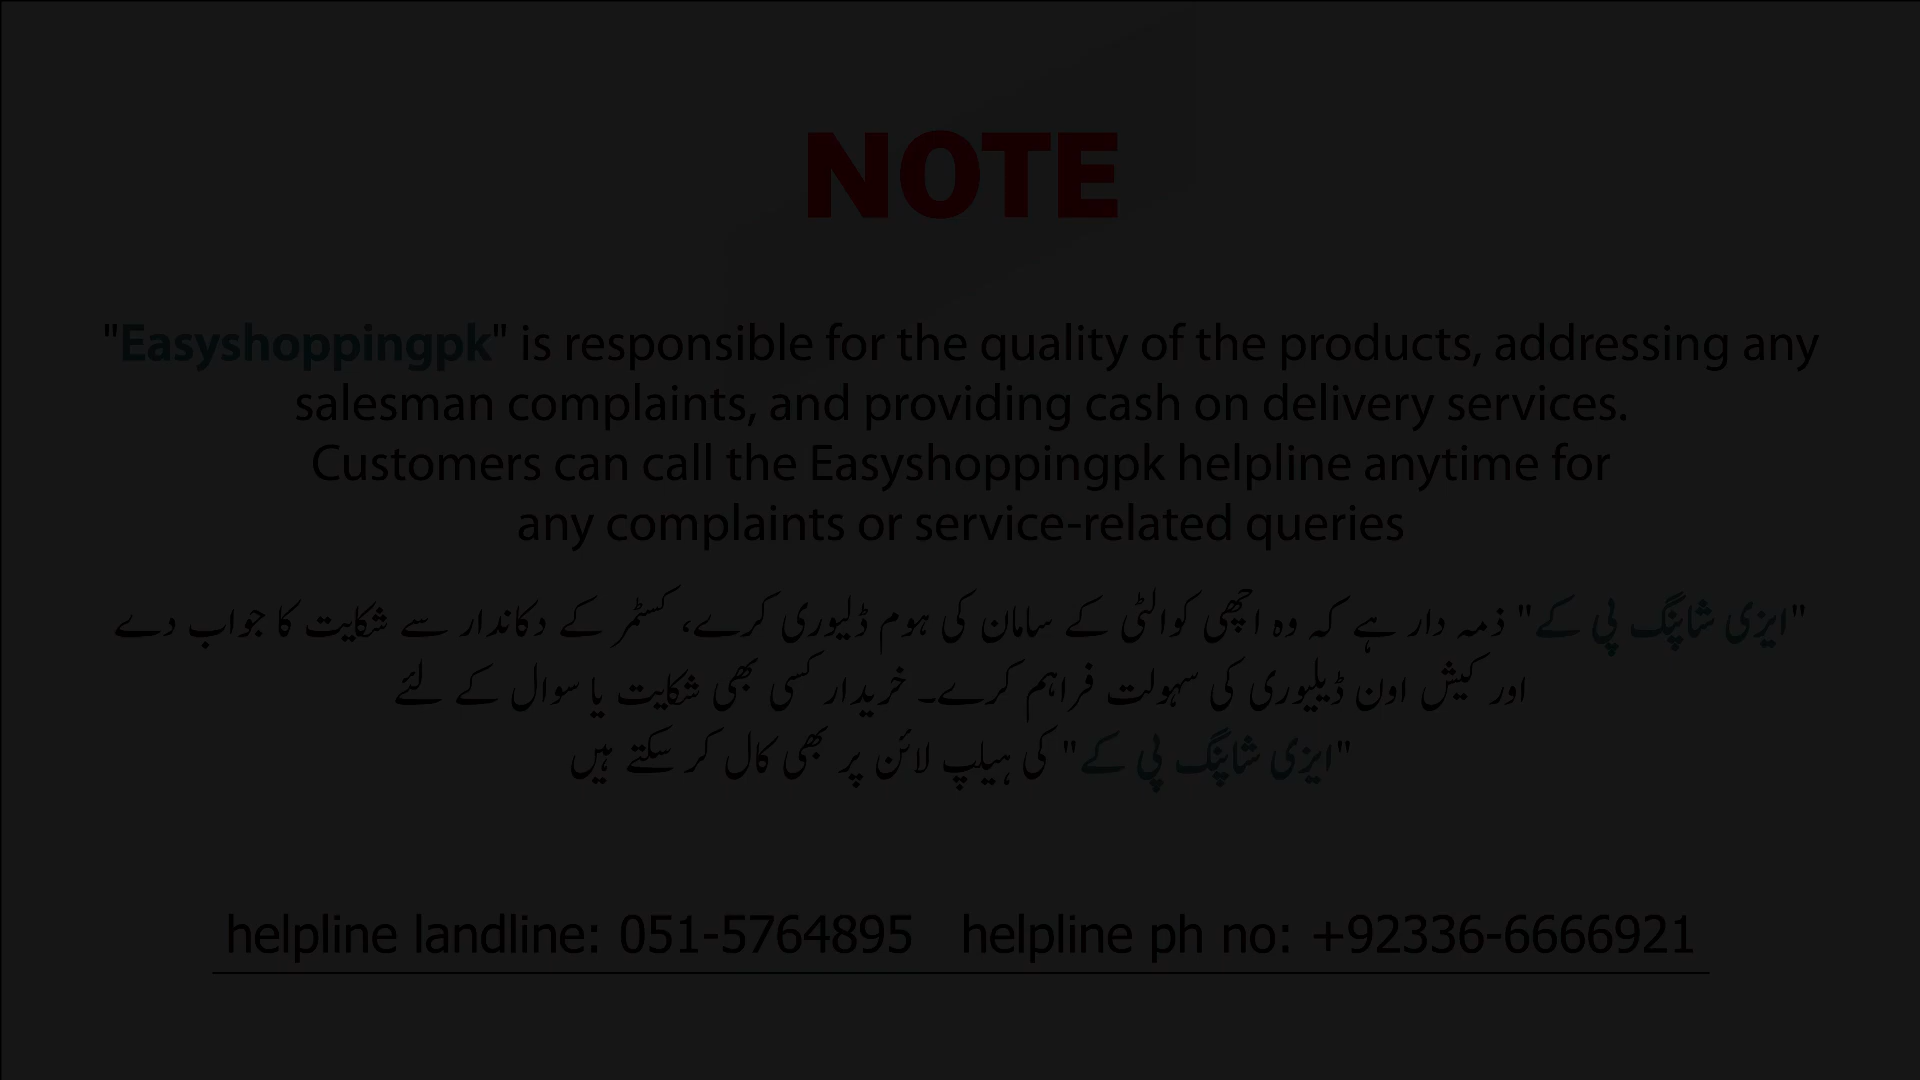 NOTE
"Easyshoppingpk" is responsible for the quality of the products, addressing any
salesman complaints, and providing cash on delivery services.
Customers can call the Easyshoppingpk helpline anytime for
any complaints or service-related queries
"ایزی شاپنگ پی کے" ذمہ دار ہے کہ وہ اچھی کوالٹی کے سامان کی ہوم ڈلیوری کرے، کسٹمر کے دکاندار سے شکایت کا جواب دے
اور کیش اون ڈیلیوری کی سہولت فراہم کرے۔ خریدار کسی بھی شکایت یا سوال کے لئے
"ایزی شاپنگ پی کے" کی ہیلپ لائن پر بھی کال کر سکتے ہیں
helpline landline: 051-5764895 helpline ph no: +92336-6666921